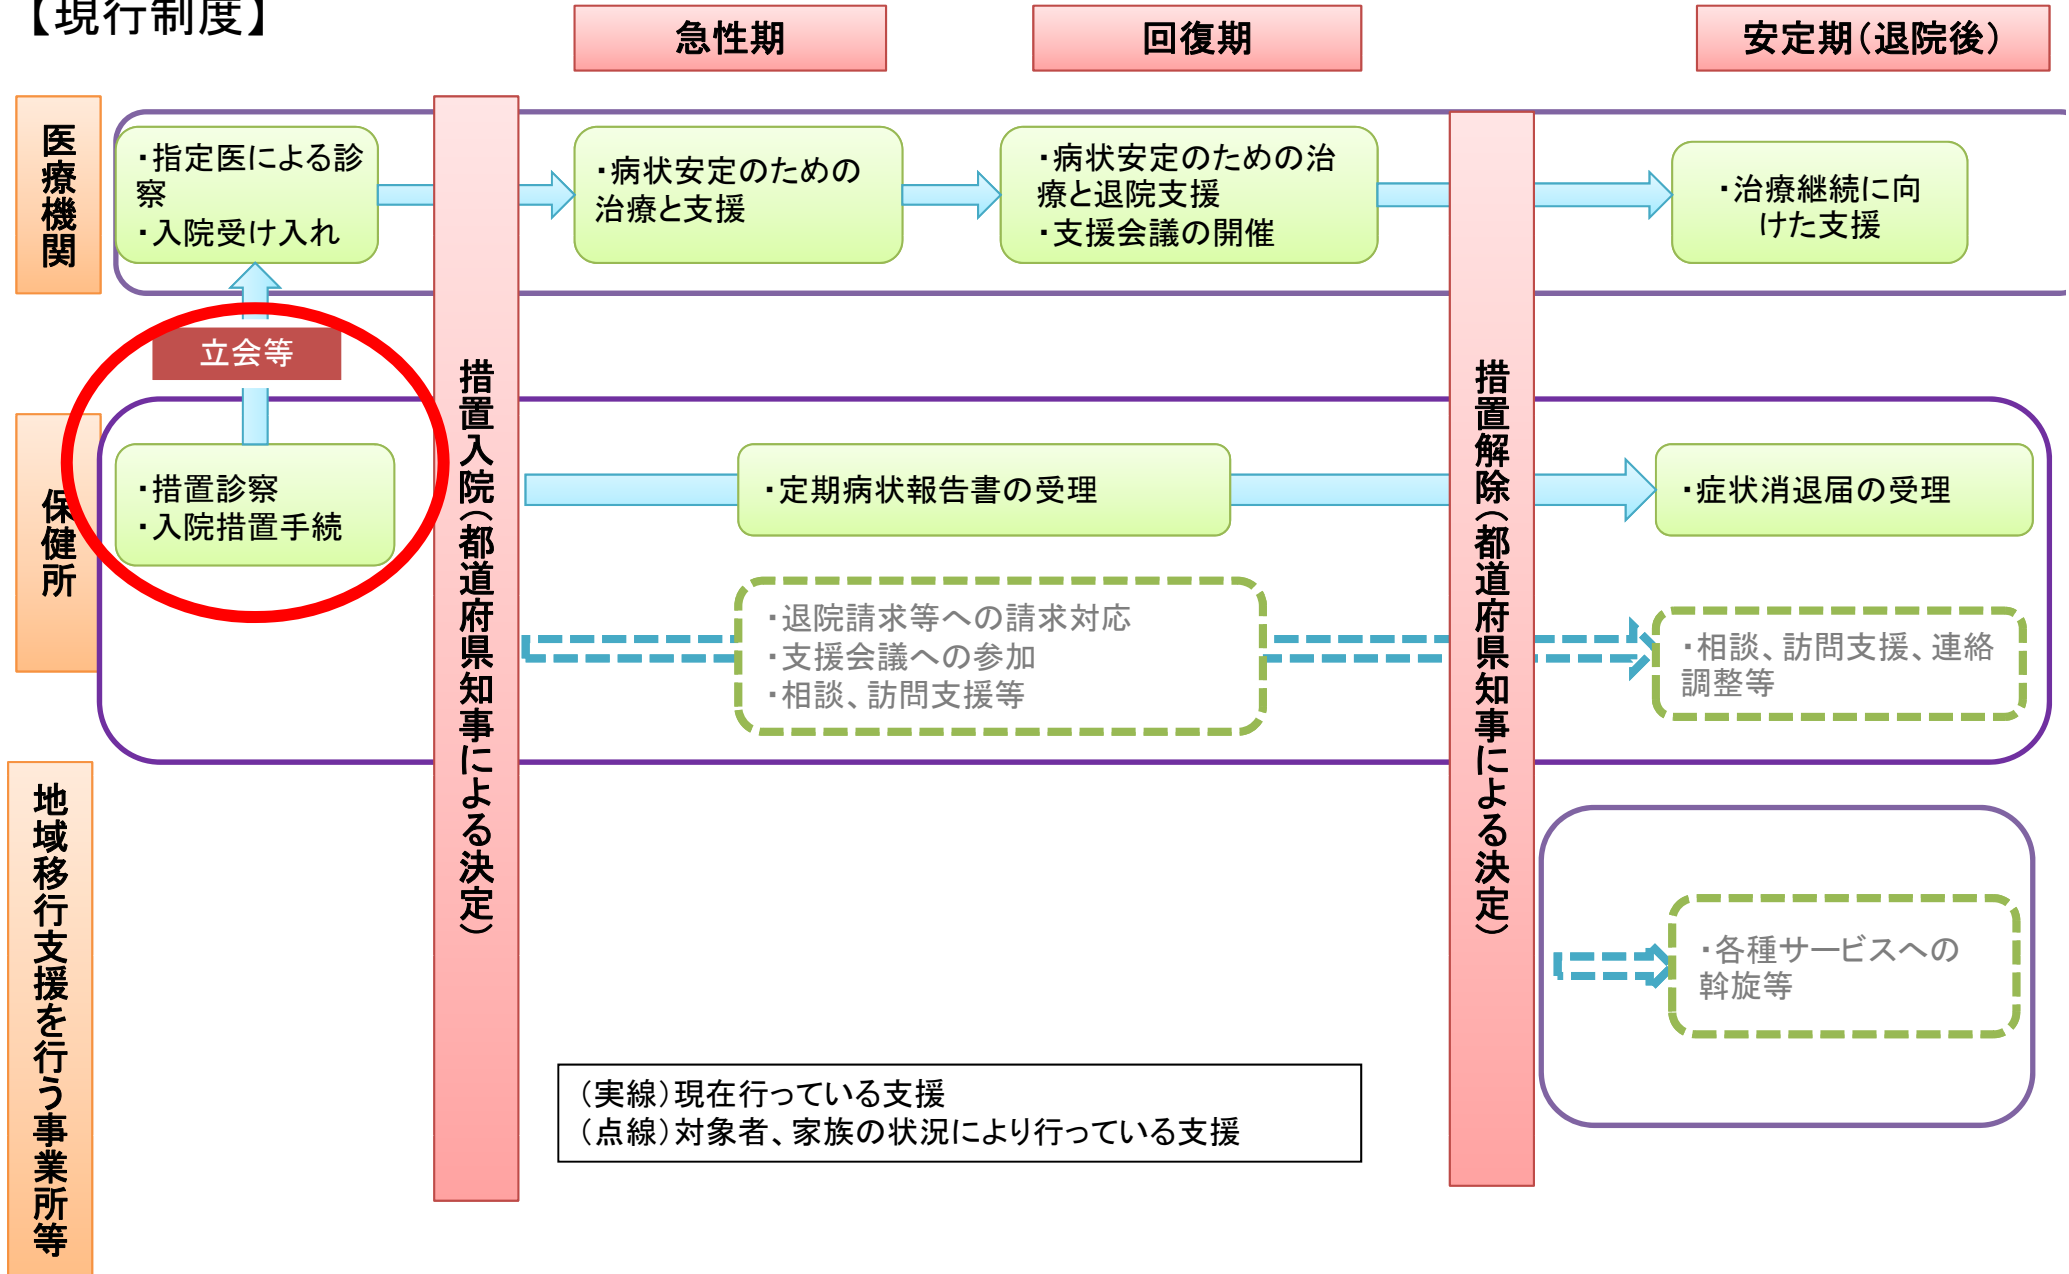 【現行制度】
急性期
回復期
安定期（退院後）
医療機関
・指定医による診
察
・入院受け入れ
・病状安定のための
治療と支援
・病状安定のための治
療と退院支援
・支援会議の開催
・治療継続に向
けた支援
立会等
措置入院（都道府県知事による決定）
措置解除（都道府県知事による決定）
保健所
・措置診察
・入院措置手続
・定期病状報告書の受理
・症状消退届の受理
・退院請求等への請求対応
・支援会議への参加
・相談、訪問支援等
・相談、訪問支援、連絡
調整等
地域移行支援を行う事業所等
・各種サービスへの
斡旋等
（実線）現在行っている支援
（点線）対象者、家族の状況により行っている支援